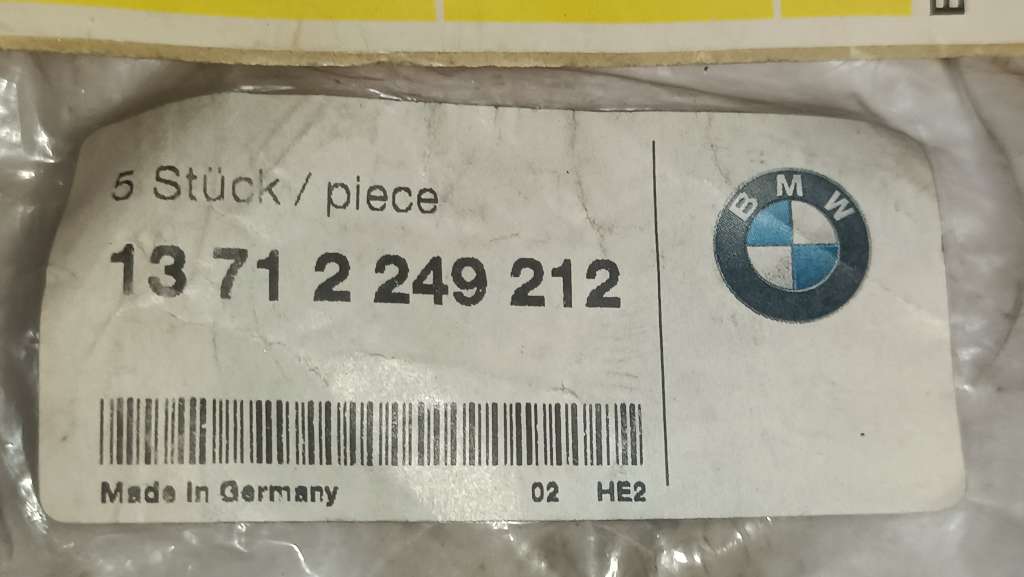 5 Stück / piece
13 71 2 249 212
BMW
Made in Germany
02 HE2